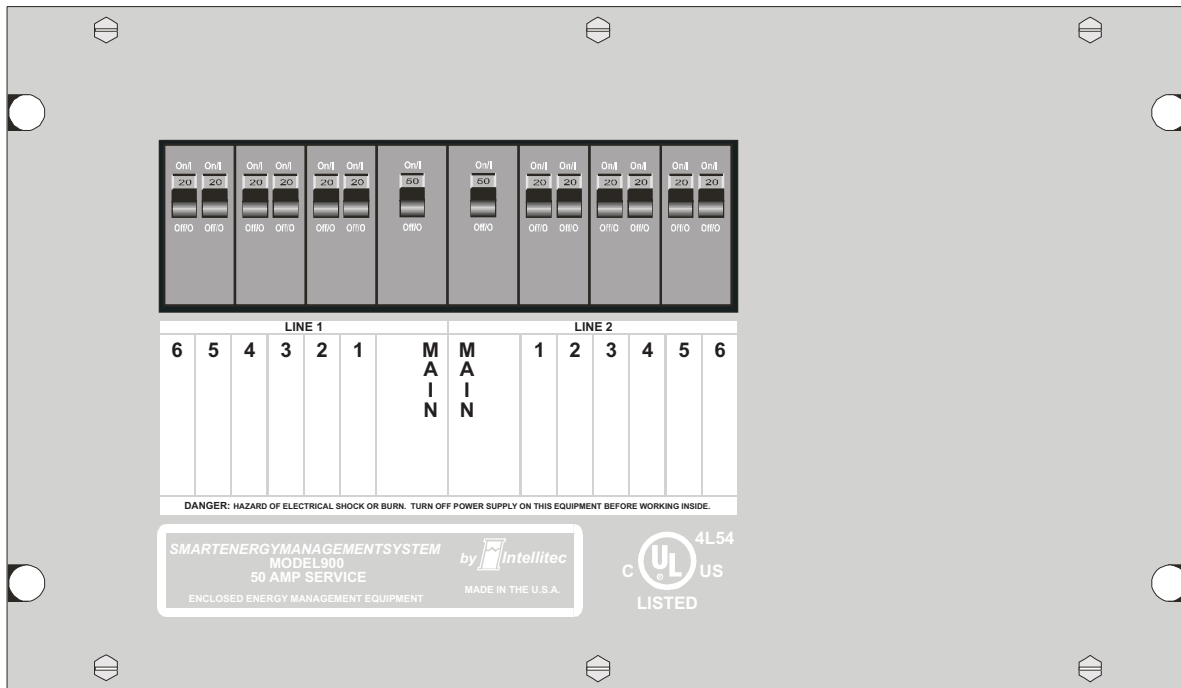 On/I On/I On/I On/I On/I On/I On/I On/I On/I On/I On/I On/I On/I On/I
20 20 20 20 20 20 50 50 20 20 20 20 20 20
Off/O Off/O Off/O Off/O Off/O Off/O Off/O Off/O Off/O Off/O Off/O Off/O Off/O Off/O
LINE 1 LINE 2
6 5 4 3 2 1 MAIN MAIN 1 2 3 4 5 6
DANGER: HAZARD OF ELECTRICAL SHOCK OR BURN. TURN OFF POWER SUPPLY ON THIS EQUIPMENT BEFORE WORKING INSIDE.
SMARTENERGYMANAGEMENTSYSTEM
MODEL900
50 AMP SERVICE
ENCLOSED ENERGY MANAGEMENT EQUIPMENT
by Intellitec
MADE IN THE U.S.A.
4L54
C UL US
®
LISTED